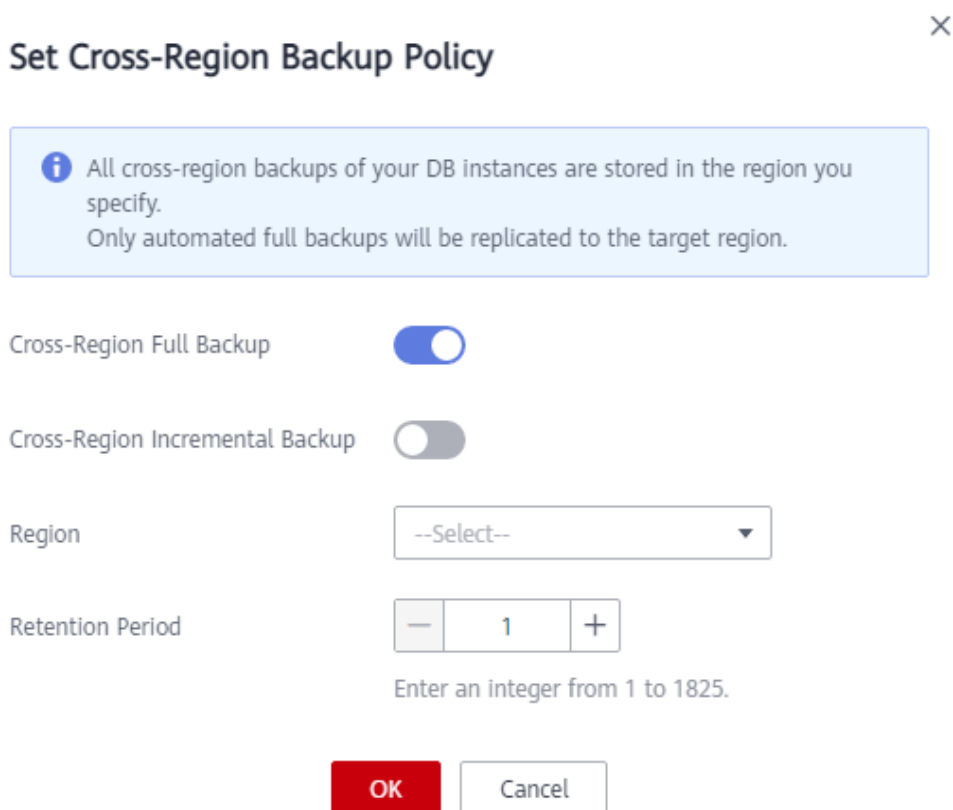 Set Cross-Region Backup Policy
All cross-region backups of your DB instances are stored in the region you
specify.
Only automated full backups will be replicated to the target region.
Cross-Region Full Backup
Cross-Region Incremental Backup
Region
--Select--
Retention Period
1
Enter an integer from 1 to 1825.
OK
Cancel